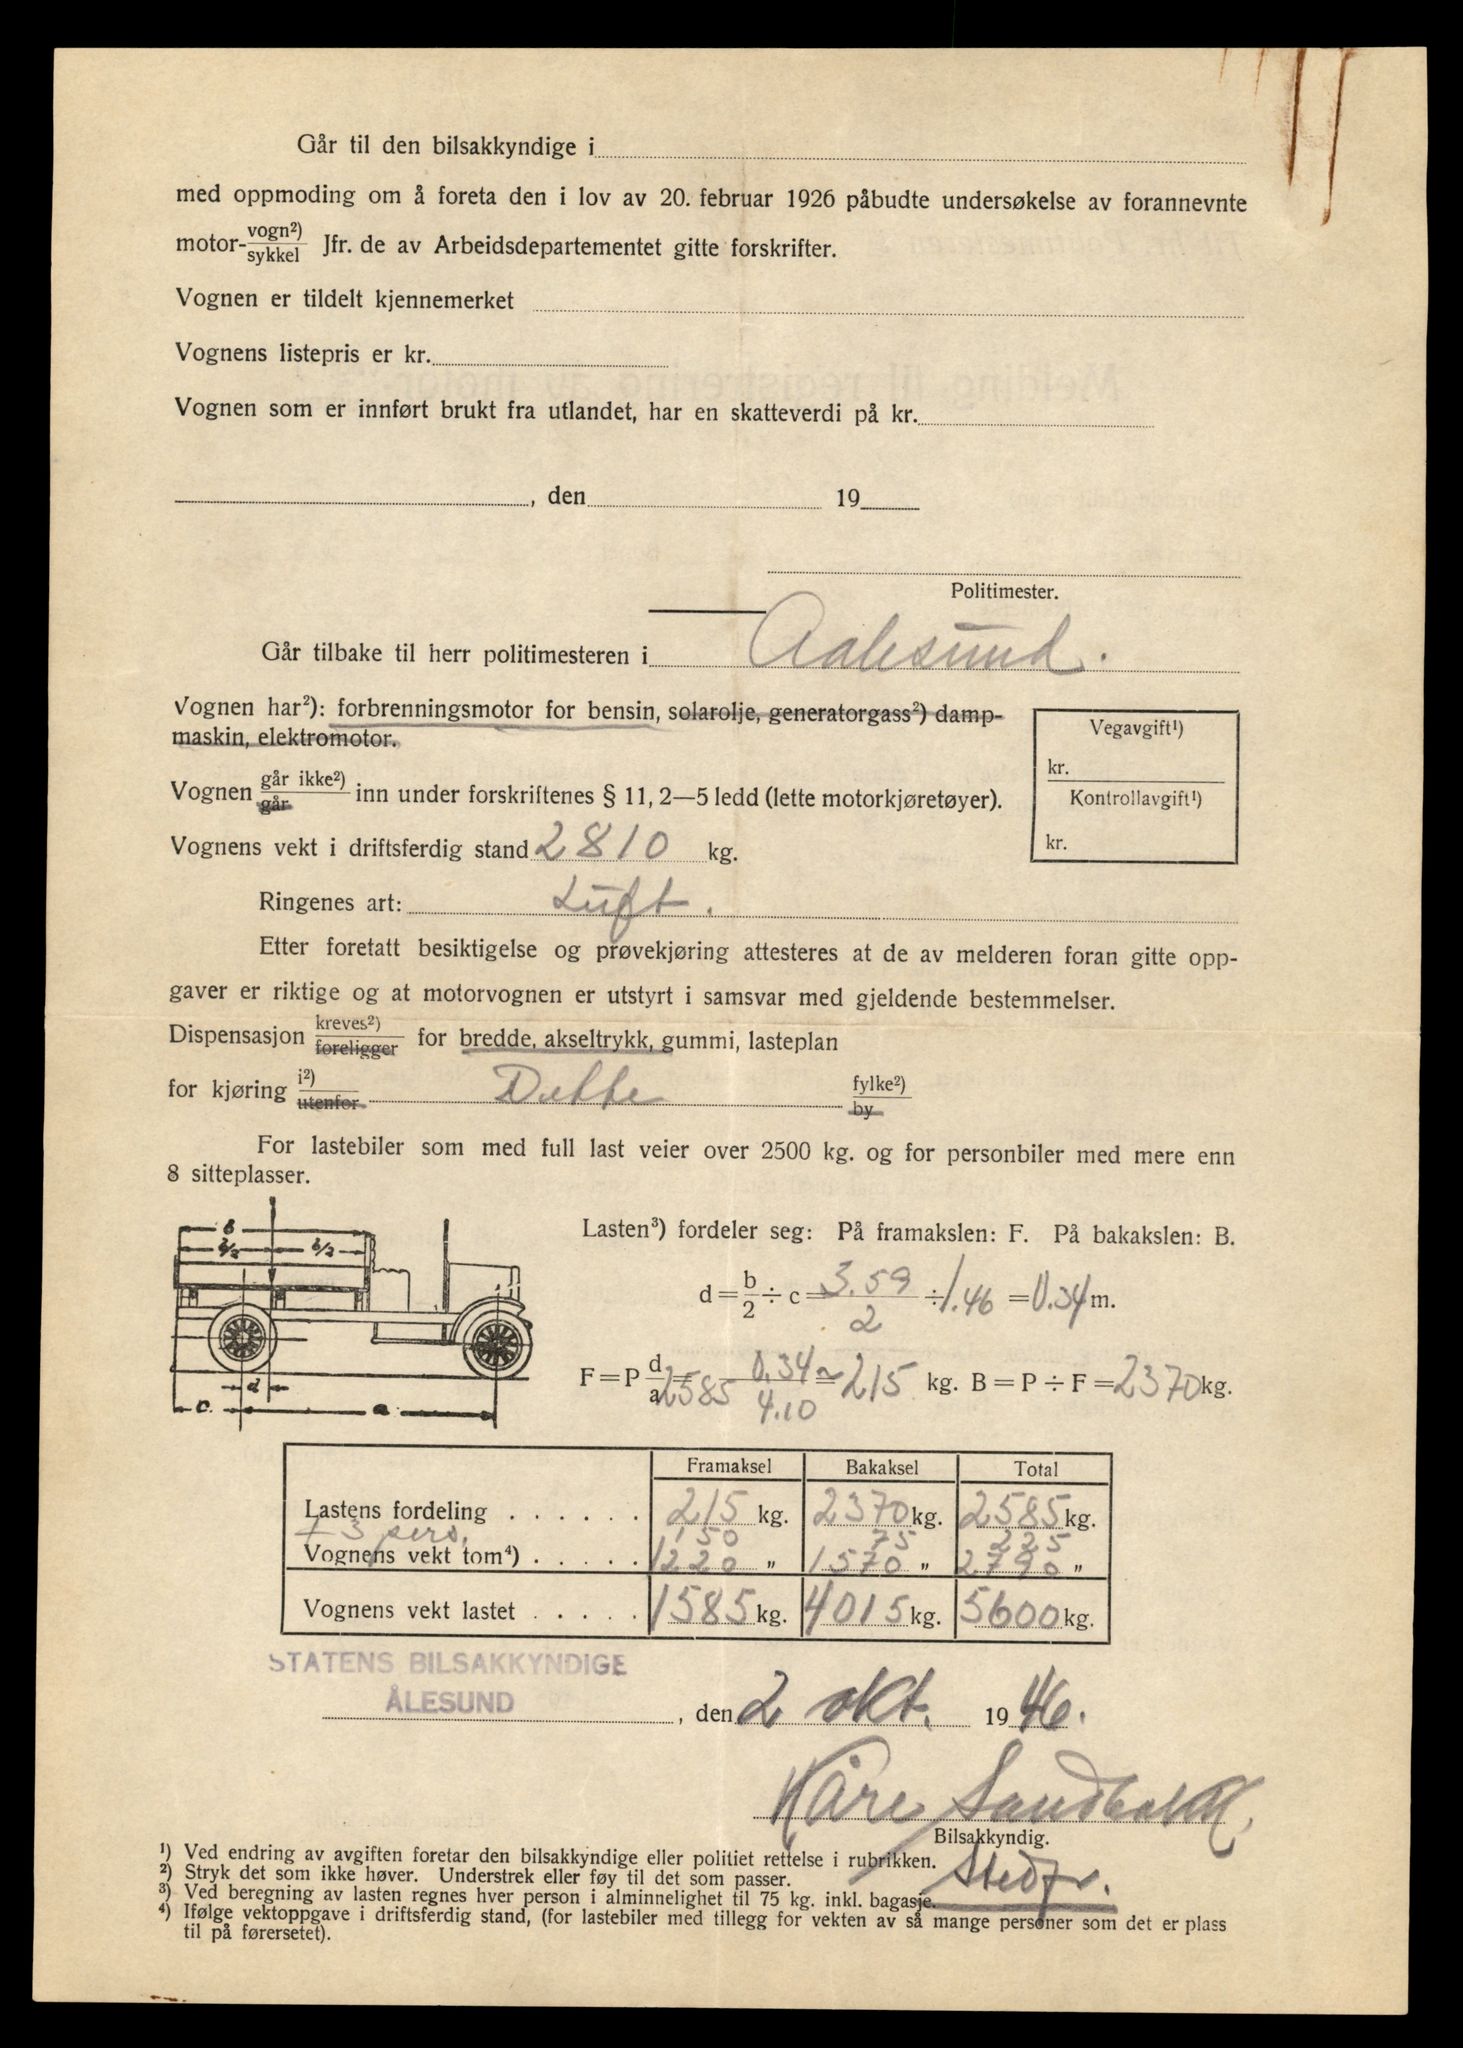 Går til den bilsakkyndige i
med oppmoding om å foreta den i lov av 20. februar 1926 påbudte undersøkelse av forannevnte
motor- vogn²) / sykkel Jfr. de av Arbeidsdepartementet gitte forskrifter.
Vognen er tildelt kjennemerket
Vognens listepris er kr.
Vognen som er innført brukt fra utlandet, har en skatteverdi på kr.
, den 19
Politimester.
Går tilbake til herr politimesteren i Aalesund.
Vognen har²): forbrenningsmotor for bensin, solarolje, generatorgass²) damp-
maskin, elektromotor.
Vegavgift¹)
kr.
Kontrollavgift¹)
kr.
Vognen går ikke²) / går inn under forskriftenes § 11, 2—5 ledd (lette motorkjøretøyer).
Vognens vekt i driftsferdig stand 2810 kg.
Ringenes art: Luft.
Etter foretatt besiktigelse og prøvekjøring attesteres at de av melderen foran gitte opp-
gaver er riktige og at motorvognen er utstyrt i samsvar med gjeldende bestemmelser.
Dispensasjon kreves²) / foreligger for bredde, akseltrykk, gummi, lasteplan
for kjøring i²) / utenfor Dette fylke²) / by
For lastebiler som med full last veier over 2500 kg. og for personbiler med mere enn
8 sitteplasser.
Lasten³) fordeler seg: På framakslen: F. På bakakslen: B.
b
b/2 b/2
d = b/2 ÷ c = 3.59/2 ÷ 1.46 = 0.34 m.
F = P d/a = 2585 0.34/4.10 ≃ 215 kg. B = P ÷ F = 2370 kg.
d
c. a
Framaksel Bakaksel Total
Lastens fordeling . . . . . . 215 kg. 2370 kg. 2585 kg.
+ 3 pers. 150 75 225
Vognens vekt tom⁴) . . . . . 1220 „ 1570 „ 2790 „
Vognens vekt lastet . . . . . 1585 kg. 4015 kg. 5600 kg.
STATENS BILSAKKYNDIGE
ÅLESUND
, den 2 okt. 1946.
Kåre Sandbakk
Bilsakkyndig.
Stedfr.
¹) Ved endring av avgiften foretar den bilsakkyndige eller politiet rettelse i rubrikken.
²) Stryk det som ikke høver. Understrek eller føy til det som passer.
³) Ved beregning av lasten regnes hver person i alminnelighet til 75 kg. inkl. bagasje.
⁴) Ifølge vektoppgave i driftsferdig stand, (for lastebiler med tillegg for vekten av så mange personer som det er plass
til på førersetet).